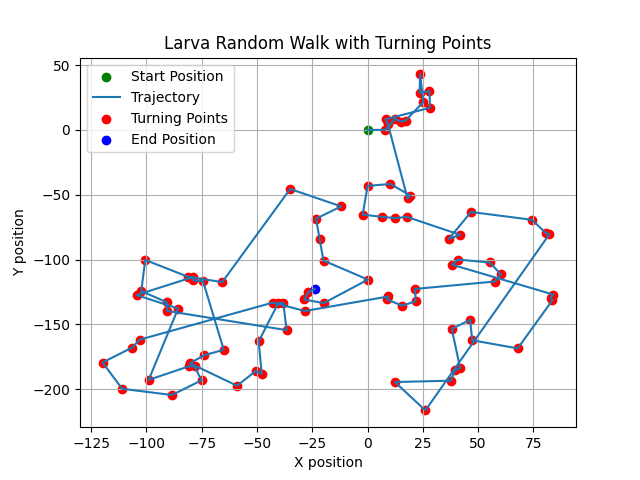 Larva Random Walk with Turning Points
Start Position
Trajectory
Turning Points
End Position
Y position
50
0
−50
−100
−150
−200
−125 −100 −75 −50 −25 0 25 50 75
X position